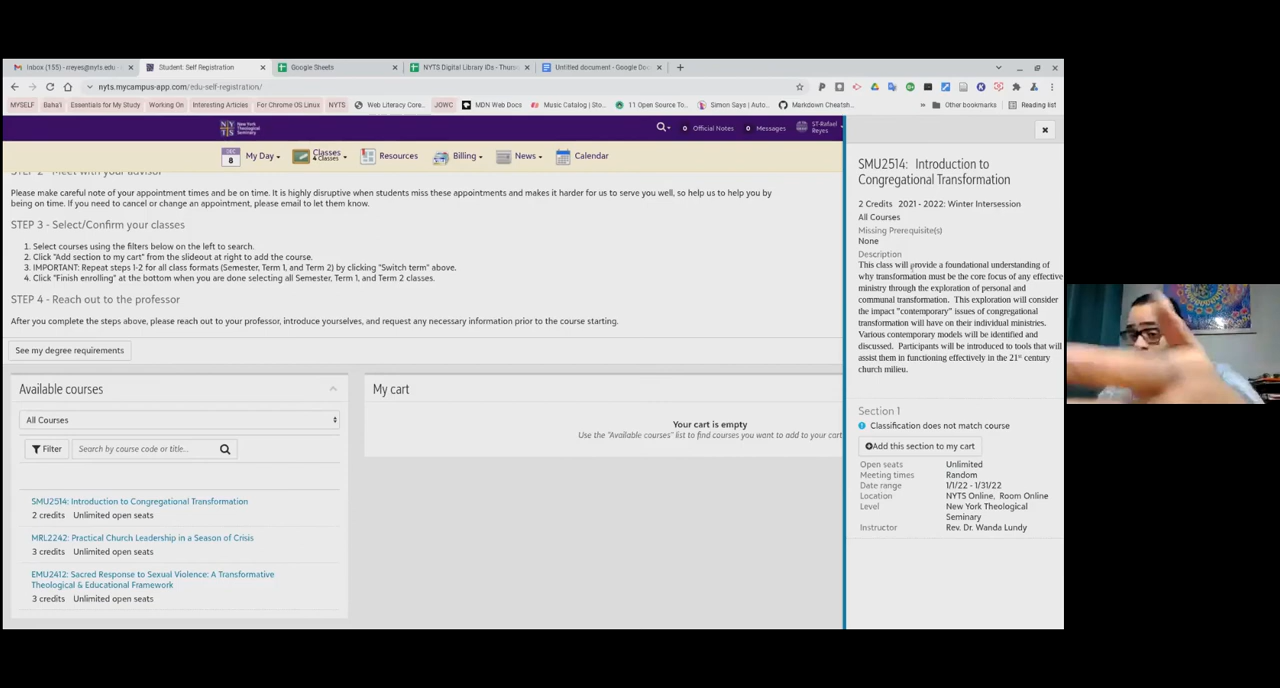 Inbox (155) - rreyes@nyts.edu -
Student: Self Registration
Google Sheets
NYTS Digital Library IDs - Thurs
Untitled document - Google Do
nyts.mycampus-app.com/edu-self-registration/
MYSELF
Baha'i
Essentials for My Study
Working On
Interesting Articles
For Chrome OS Linux
NYTS
Web Literacy Core...
JOWC
MDN Web Docs
Music Catalog | Sto...
11 Open Source To...
Simon Says | Auto...
Markdown Cheatsh...
»
Other bookmarks
Reading list
New York Theological Seminary
0 Official Notes
0 Messages
ST-Rafael Reyes
DEC
8
My Day
Classes
4 Classes
Resources
Billing
News
Calendar
STEP 2 - Meet with your advisor
Please make careful note of your appointment times and be on time. It is highly disruptive when students miss these appointments and makes it harder for us to serve you well, so help us to help you by
being on time. If you need to cancel or change an appointment, please email to let them know.
STEP 3 - Select/Confirm your classes
1. Select courses using the filters below on the left to search.
2. Click "Add section to my cart" from the slideout at right to add the course.
3. IMPORTANT: Repeat steps 1-2 for all class formats (Semester, Term 1, and Term 2) by clicking "Switch term" above.
4. Click "Finish enrolling" at the bottom when you are done selecting all Semester, Term 1, and Term 2 classes.
STEP 4 - Reach out to the professor
After you complete the steps above, please reach out to your professor, introduce yourselves, and request any necessary information prior to the course starting.
See my degree requirements
Available courses
All Courses
Filter
Search by course code or title...
SMU2514: Introduction to Congregational Transformation
2 credits Unlimited open seats
MRL2242: Practical Church Leadership in a Season of Crisis
3 credits Unlimited open seats
EMU2412: Sacred Response to Sexual Violence: A Transformative
Theological & Educational Framework
3 credits Unlimited open seats
My cart
Your cart is empty
Use the "Available courses" list to find courses you want to add to your cart
SMU2514: Introduction to
Congregational Transformation
2 Credits 2021 - 2022: Winter Intersession
All Courses
Missing Prerequisite(s)
None
Description
This class will provide a foundational understanding of
why transformation must be the core focus of any effective
ministry through the exploration of personal and
communal transformation. This exploration will consider
the impact "contemporary" issues of congregational
transformation will have on their individual ministries.
Various contemporary models will be identified and
discussed. Participants will be introduced to tools that will
assist them in functioning effectively in the 21st century
church milieu.
Section 1
Classification does not match course
Add this section to my cart
Open seats Unlimited
Meeting times Random
Date range 1/1/22 - 1/31/22
Location NYTS Online, Room Online
Level New York Theological
Seminary
Instructor Rev. Dr. Wanda Lundy